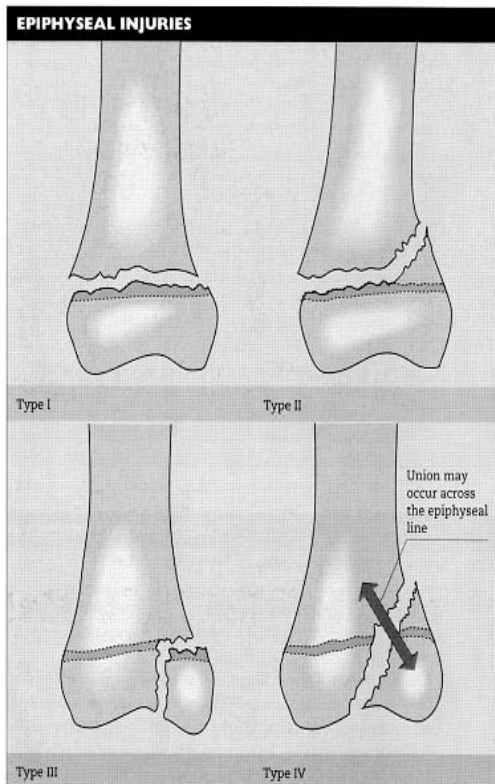 EPIPHYSEAL INJURIES
Type I
Type II
Union may
occur across
the epiphyseal
line
Type III
Type IV